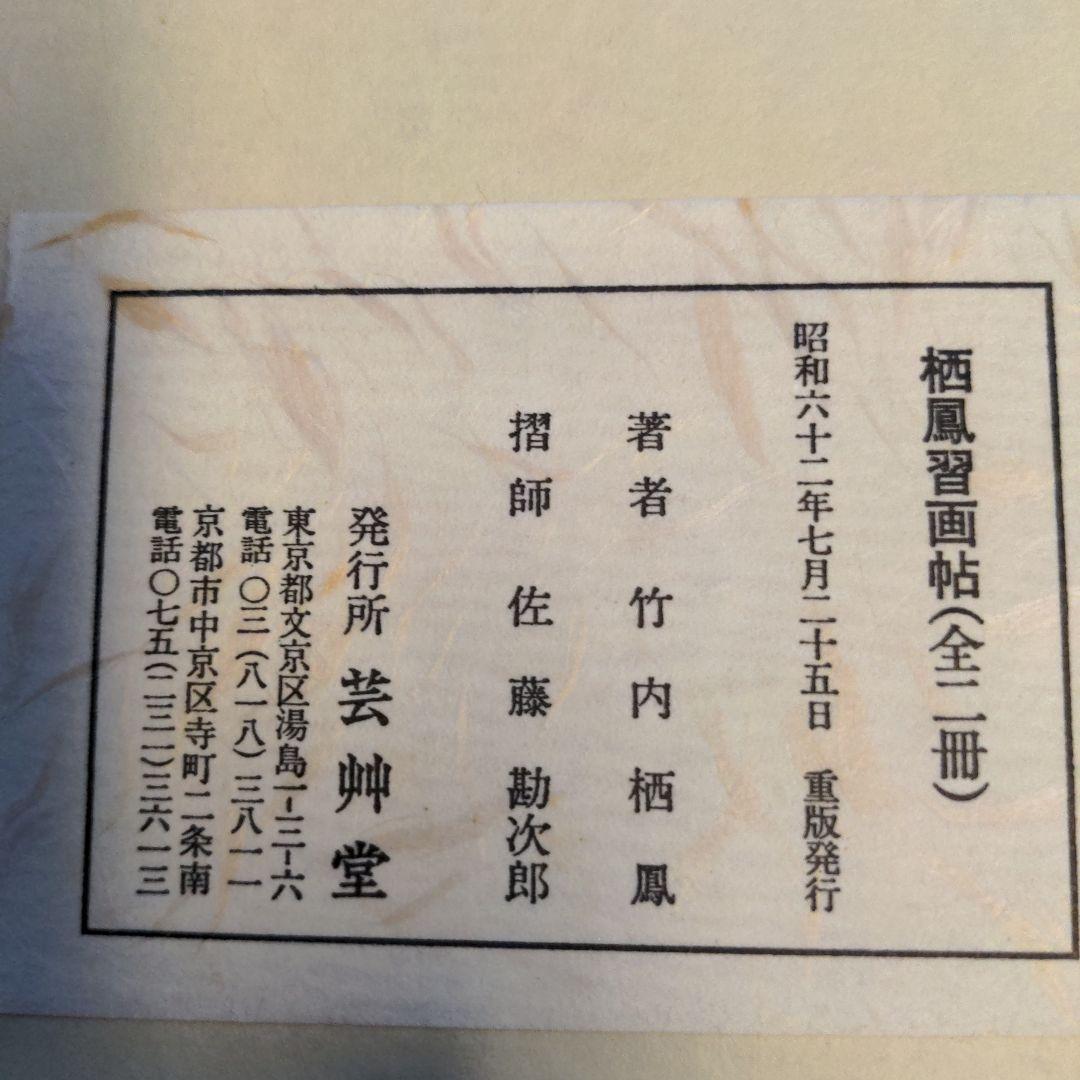 栖鳳習画帖(全二冊)
昭和六十二年七月二十五日 重版発行
著者 竹内栖鳳
摺師 佐藤勘次郎
発行所 芸艸堂
東京都文京区湯島一-三-六
電話〇三(八一八)三八一一
京都市中京区寺町二条南
電話〇七五(二三一)三六一三